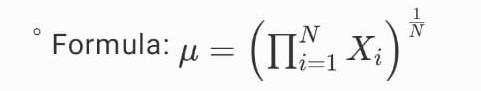 ° Formula: μ = (∏_{i=1}^{N} X_i)^{1/N}